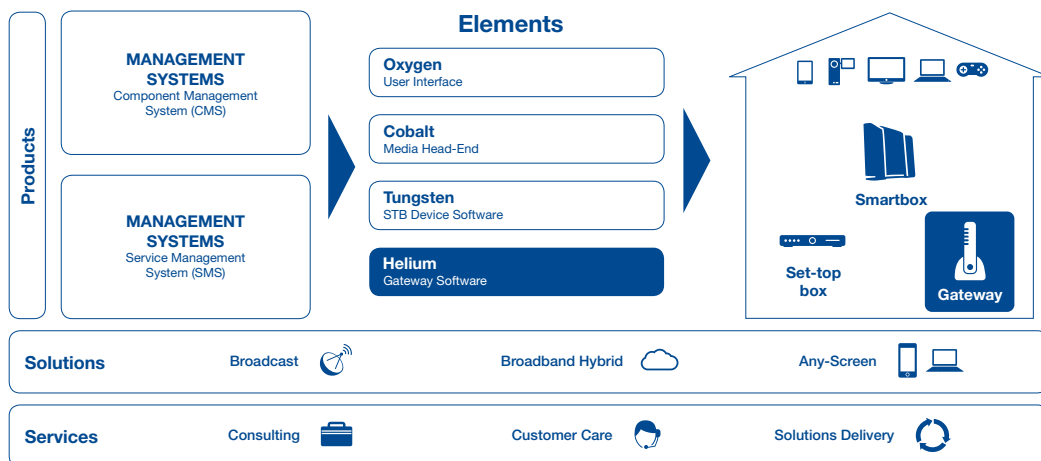 Products
MANAGEMENT
SYSTEMS
Component Management
System (CMS)
MANAGEMENT
SYSTEMS
Service Management
System (SMS)
Elements
Oxygen
User Interface
Cobalt
Media Head-End
Tungsten
STB Device Software
Helium
Gateway Software
Smartbox
Set-top
box
Gateway
Solutions
Broadcast
Broadband Hybrid
Any-Screen
Services
Consulting
Customer Care
Solutions Delivery